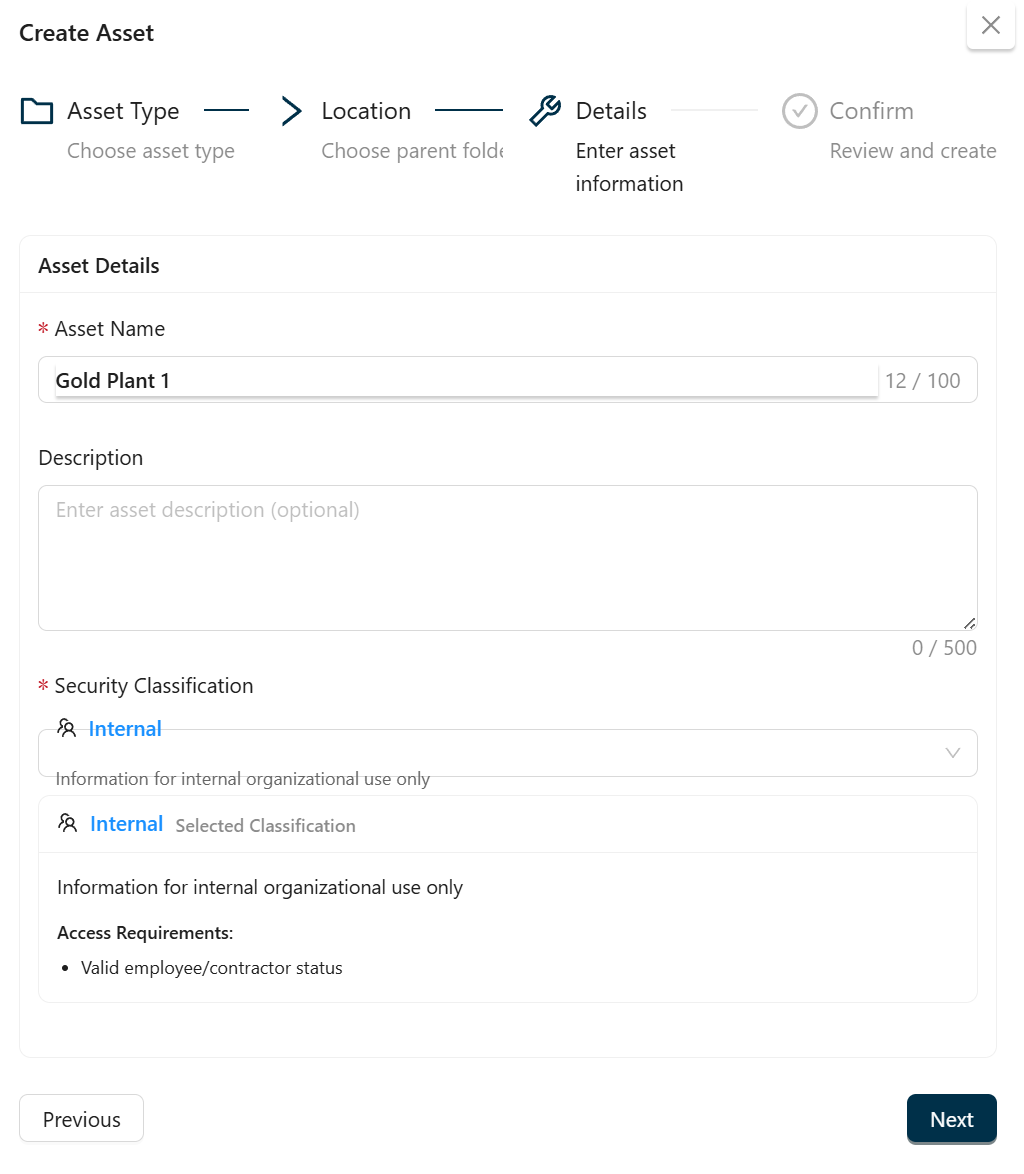 Create Asset
Asset Type
Location
Details
Confirm
Choose asset type
Choose parent folde
Enter asset
information
Review and create
Asset Details
* Asset Name
Gold Plant 1 12 / 100
Description
Enter asset description (optional)
0 / 500
* Security Classification
Internal
Information for internal organizational use only
Internal Selected Classification
Information for internal organizational use only
Access Requirements:
• Valid employee/contractor status
Previous
Next